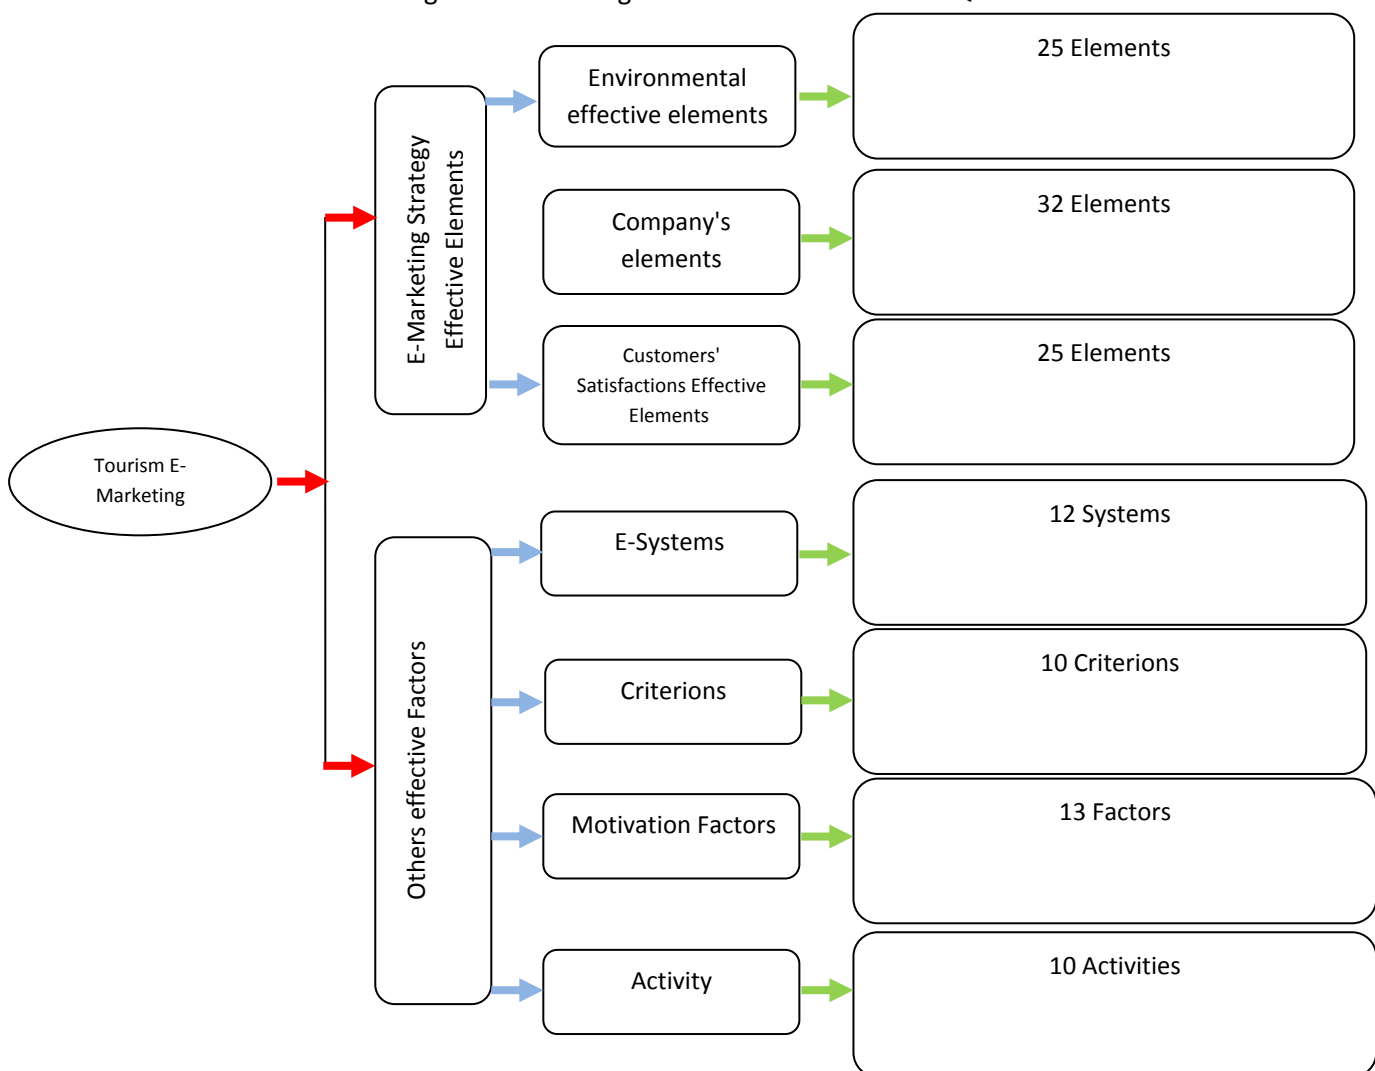 25 Elements
Environmental
effective elements
32 Elements
Company's
elements
E-Marketing Strategy
Effective Elements
25 Elements
Customers'
Satisfactions Effective
Elements
Tourism E-
Marketing
12 Systems
E-Systems
10 Criterions
Criterions
Others effective Factors
13 Factors
Motivation Factors
10 Activities
Activity